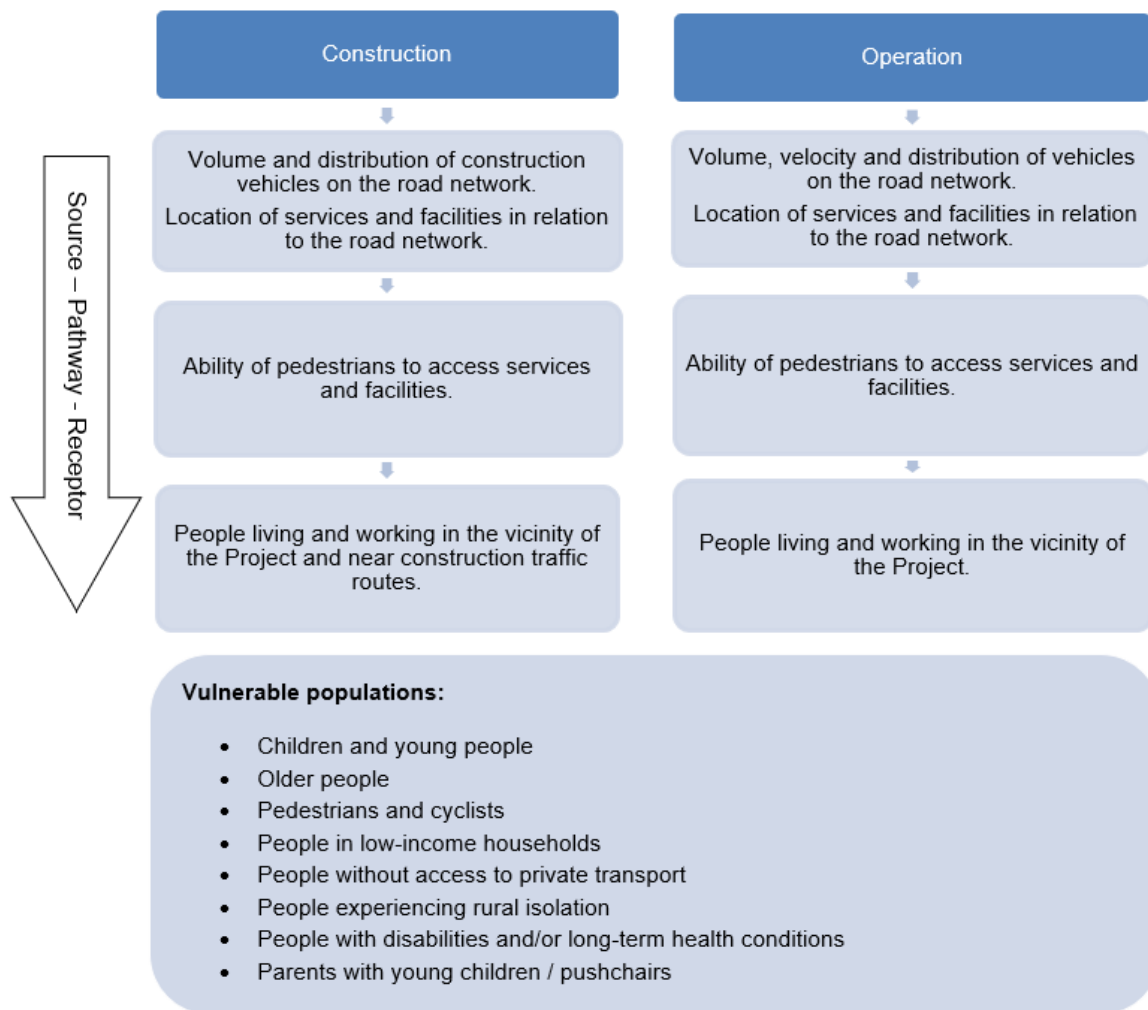 Construction
Volume and distribution of construction
vehicles on the road network.
Location of services and facilities in relation
to the road network.
Ability of pedestrians to access services
and facilities.
People living and working in the vicinity of
the Project and near construction traffic
routes.
Operation
Volume, velocity and distribution of vehicles
on the road network.
Location of services and facilities in relation
to the road network.
Ability of pedestrians to access services and
facilities.
People living and working in the vicinity of
the Project.
Source – Pathway - Receptor
Vulnerable populations:
• Children and young people
• Older people
• Pedestrians and cyclists
• People in low-income households
• People without access to private transport
• People experiencing rural isolation
• People with disabilities and/or long-term health conditions
• Parents with young children / pushchairs